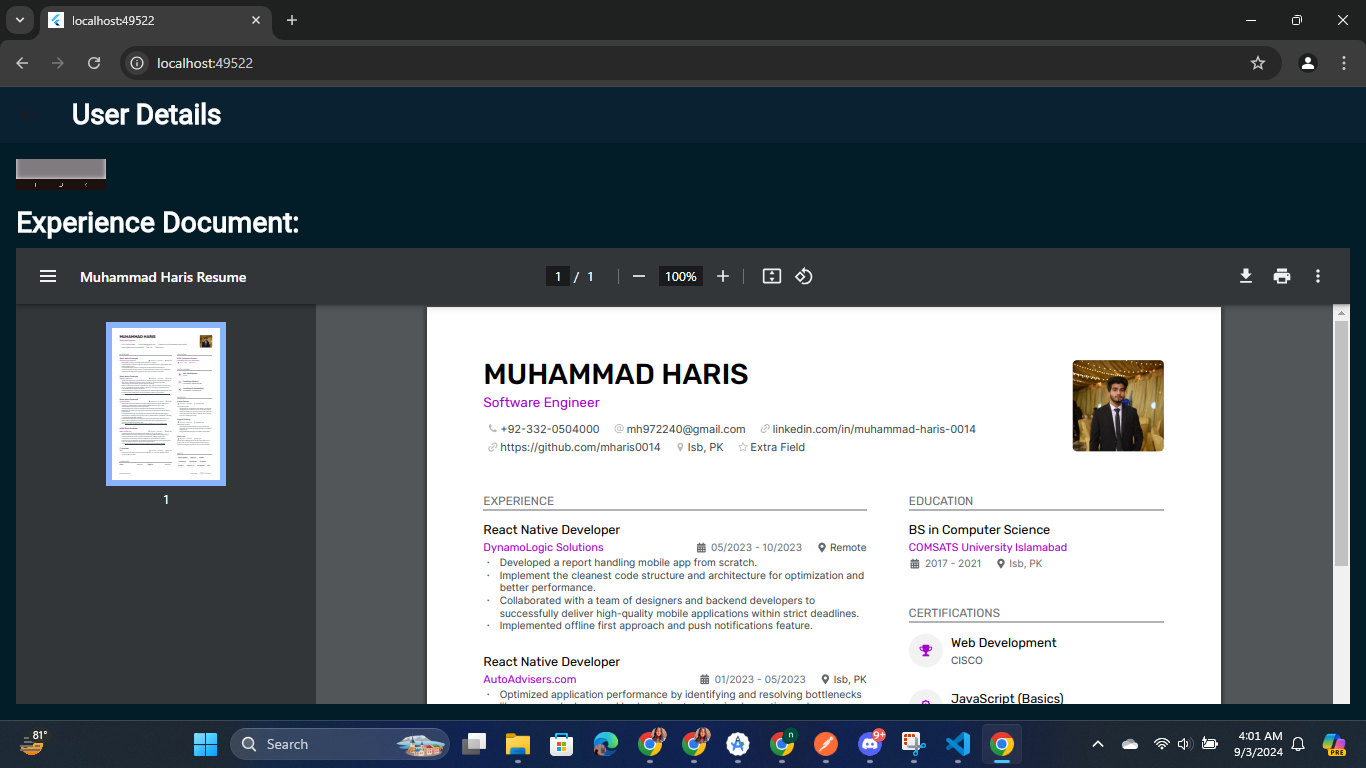 localhost:49522
localhost:49522
User Details
Experience Document:
Muhammad Haris Resume
1 / 1
100%
MUHAMMAD HARIS
Software Engineer
+92-332-0504000 @ mh972240@gmail.com linkedin.com/in/muhammad-haris-0014
https://github.com/mharis0014 Isb, PK Extra Field
1
EXPERIENCE
React Native Developer
DynamoLogic Solutions 05/2023 - 10/2023 Remote
· Developed a report handling mobile app from scratch.
· Implement the cleanest code structure and architecture for optimization and
better performance.
· Collaborated with a team of designers and backend developers to
successfully deliver high-quality mobile applications within strict deadlines.
· Implemented offline first approach and push notifications feature.
React Native Developer
AutoAdvisers.com 01/2023 - 05/2023 Isb, PK
· Optimized application performance by identifying and resolving bottlenecks
EDUCATION
BS in Computer Science
COMSATS University Islamabad
2017 - 2021 Isb, PK
CERTIFICATIONS
Web Development
CISCO
JavaScript (Basics)
81°
Search
n
9+
4:01 AM
9/3/2024
PRE